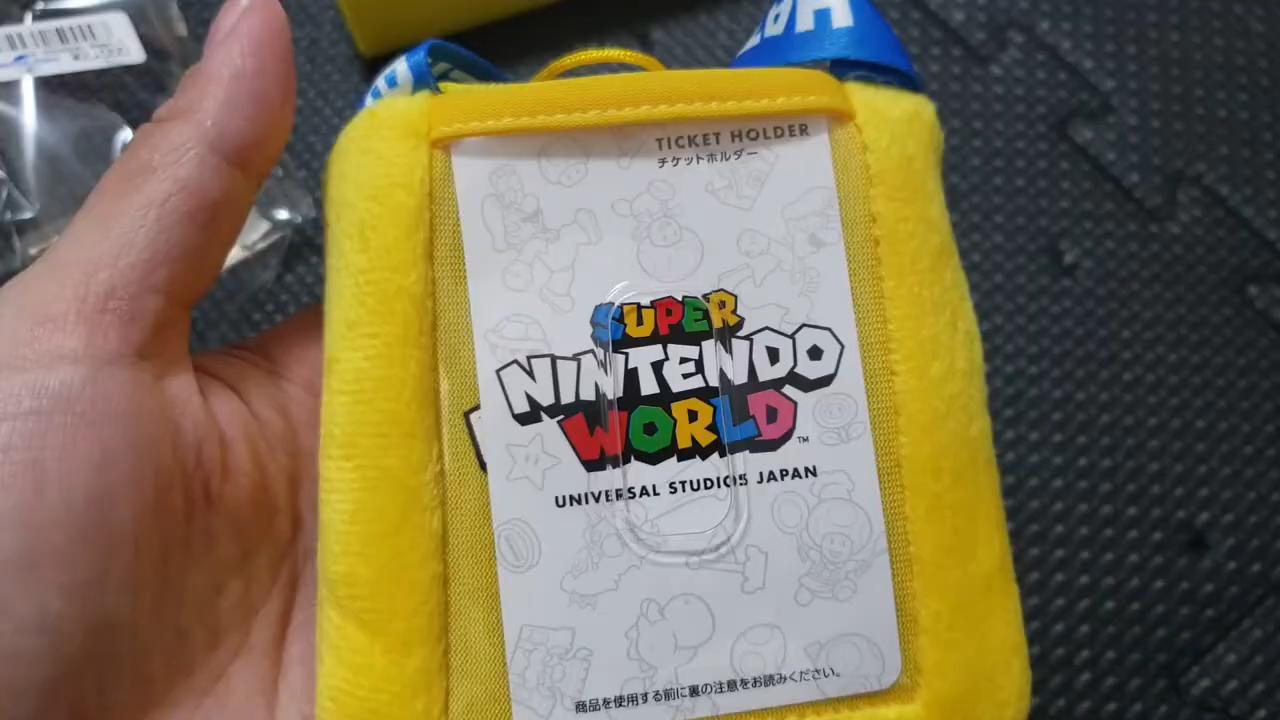 TICKET HOLDER
チケットホルダー
SUPER
NINTENDO
WORLD
TM
UNIVERSAL STUDIOS JAPAN
商品を使用する前に裏の注意をお読みください。